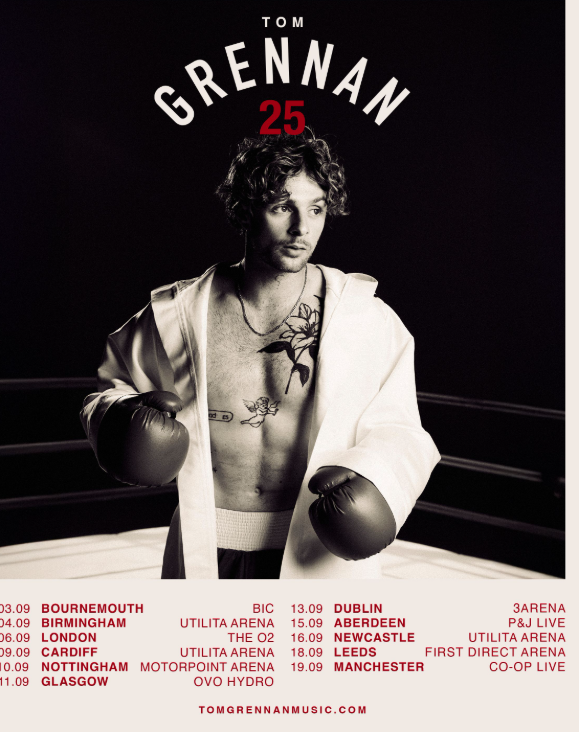 TOM
GRENNAN
25
03.09 BOURNEMOUTH BIC
04.09 BIRMINGHAM UTILITA ARENA
06.09 LONDON THE O2
09.09 CARDIFF UTILITA ARENA
10.09 NOTTINGHAM MOTORPOINT ARENA
11.09 GLASGOW OVO HYDRO
13.09 DUBLIN 3ARENA
15.09 ABERDEEN P&J LIVE
16.09 NEWCASTLE UTILITA ARENA
18.09 LEEDS FIRST DIRECT ARENA
19.09 MANCHESTER CO-OP LIVE
TOMGRENNANMUSIC.COM